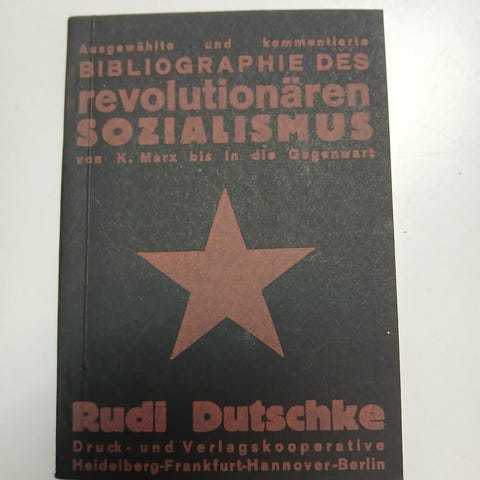 Ausgewählte und kommentierte
BIBLIOGRAPHIE DES
revolutionären
SOZIALISMUS
von K. Marx bis in die Gegenwart
Rudi Dutschke
Druck- und Verlagskooperative
Heidelberg-Frankfurt-Hannover-Berlin